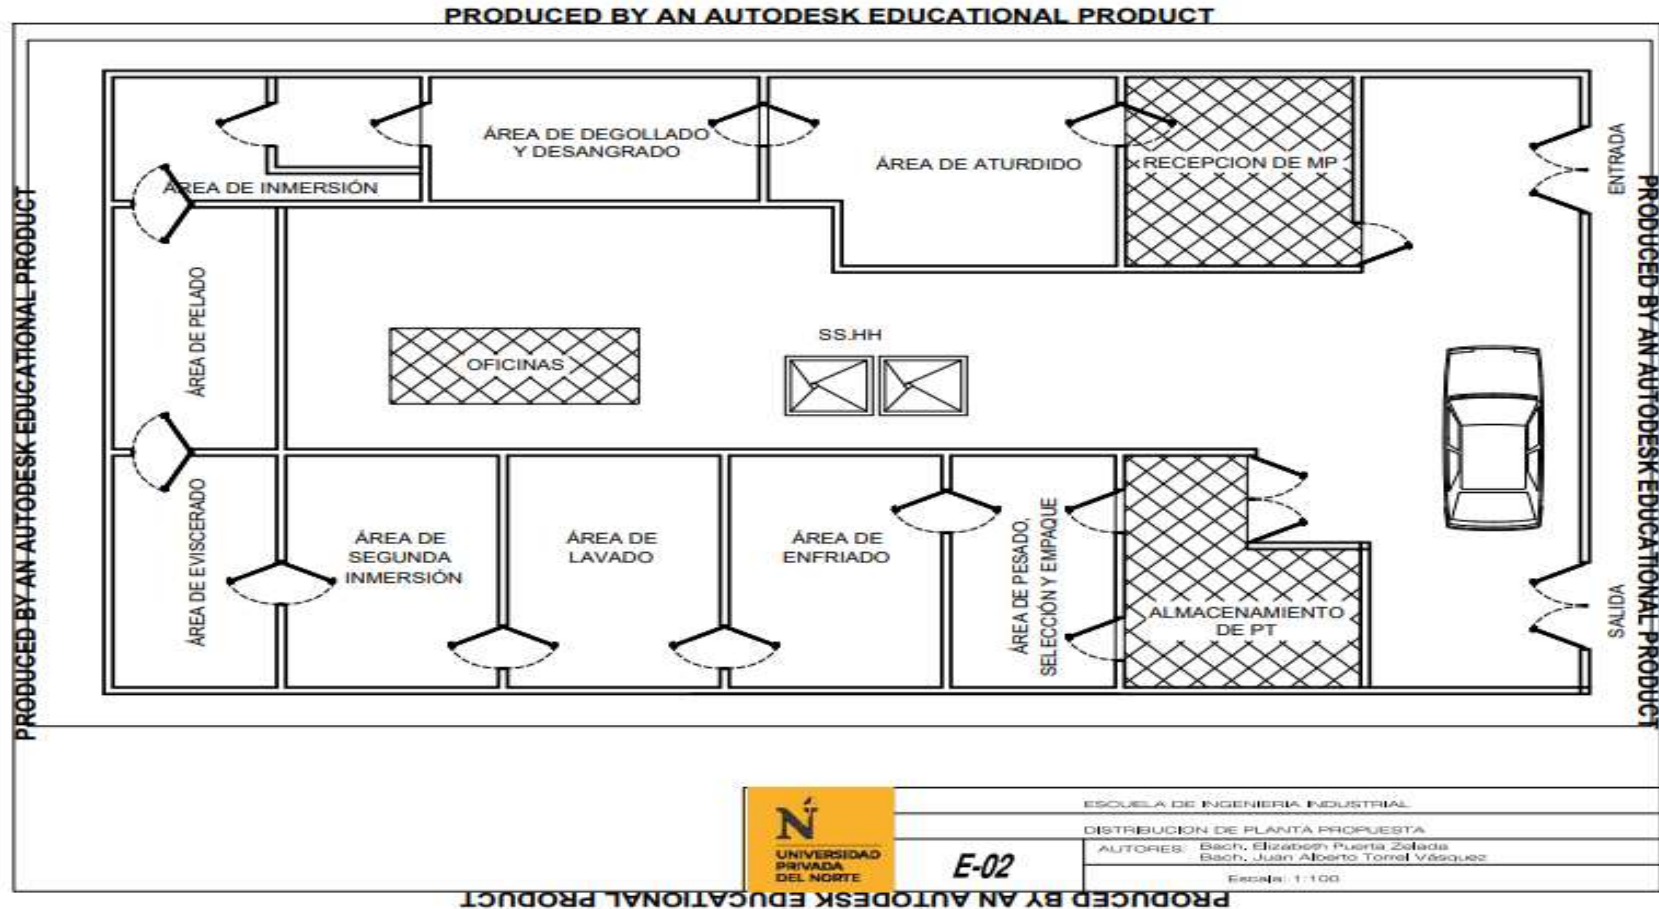 PRODUCED BY AN AUTODESK EDUCATIONAL PRODUCT
PRODUCED BY AN AUTODESK EDUCATIONAL PRODUCT
ÁREA DE DEGOLLADO
Y DESANGRADO
ÁREA DE ATURDIDO
RECEPCION DE MP
ENTRADA
ÁREA DE INMERSIÓN
ÁREA DE PELADO
OFICINAS
SS.HH
ÁREA DE EVISCERADO
ÁREA DE
SEGUNDA
INMERSIÓN
ÁREA DE
LAVADO
ÁREA DE
ENFRIADO
ÁREA DE PESADO,
SELECCIÓN Y EMPAQUE
ALMACENAMIENTO
DE PT
SALIDA
PRODUCED BY AN AUTODESK EDUCATIONAL PRODUCT
N
UNIVERSIDAD
PRIVADA
DEL NORTE
E-02
ESCUELA DE INGENIERIA INDUSTRIAL
DISTRIBUCION DE PLANTA PROPUESTA
AUTORES: Bach. Elizabeth Puerta Zelada
Bach. Juan Alberto Torrel Vásquez
Escala: 1:100
PRODUCED BY AN AUTODESK EDUCATIONAL PRODUCT